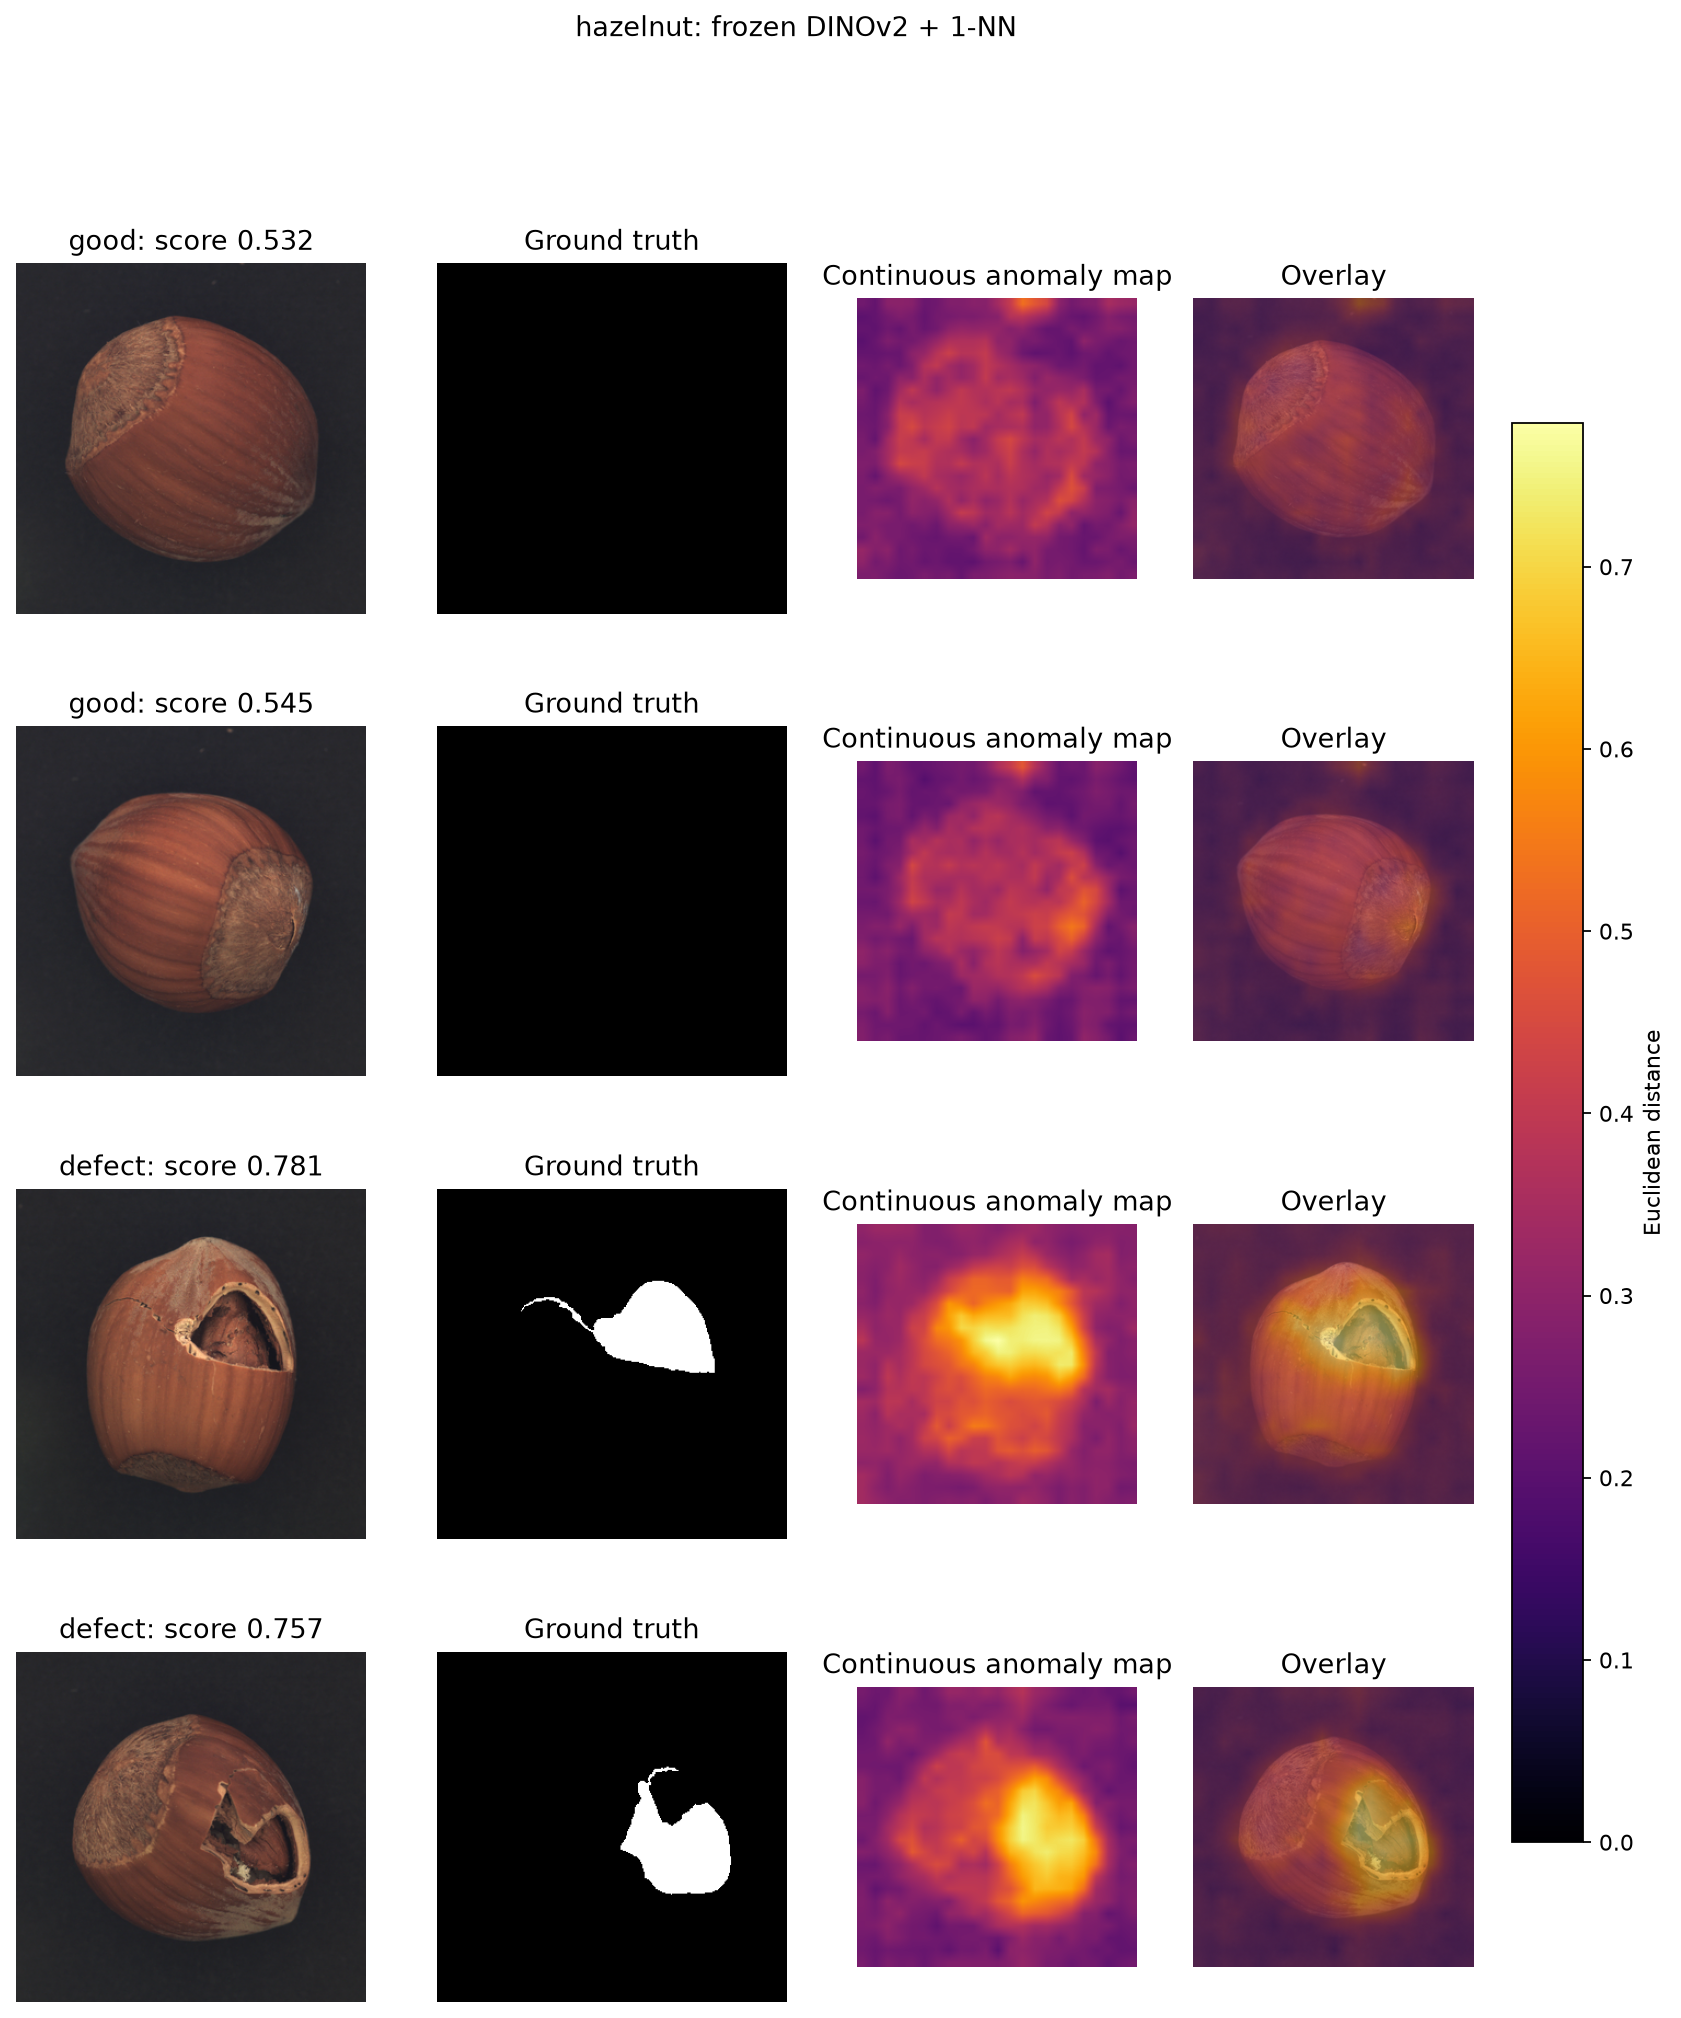 hazelnut: frozen DINOv2 + 1-NN
good: score 0.532
Ground truth
Continuous anomaly map
Overlay
good: score 0.545
Ground truth
Continuous anomaly map
Overlay
defect: score 0.781
Ground truth
Continuous anomaly map
Overlay
defect: score 0.757
Ground truth
Continuous anomaly map
Overlay
0.7
0.6
0.5
0.4
0.3
0.2
0.1
0.0
Euclidean distance